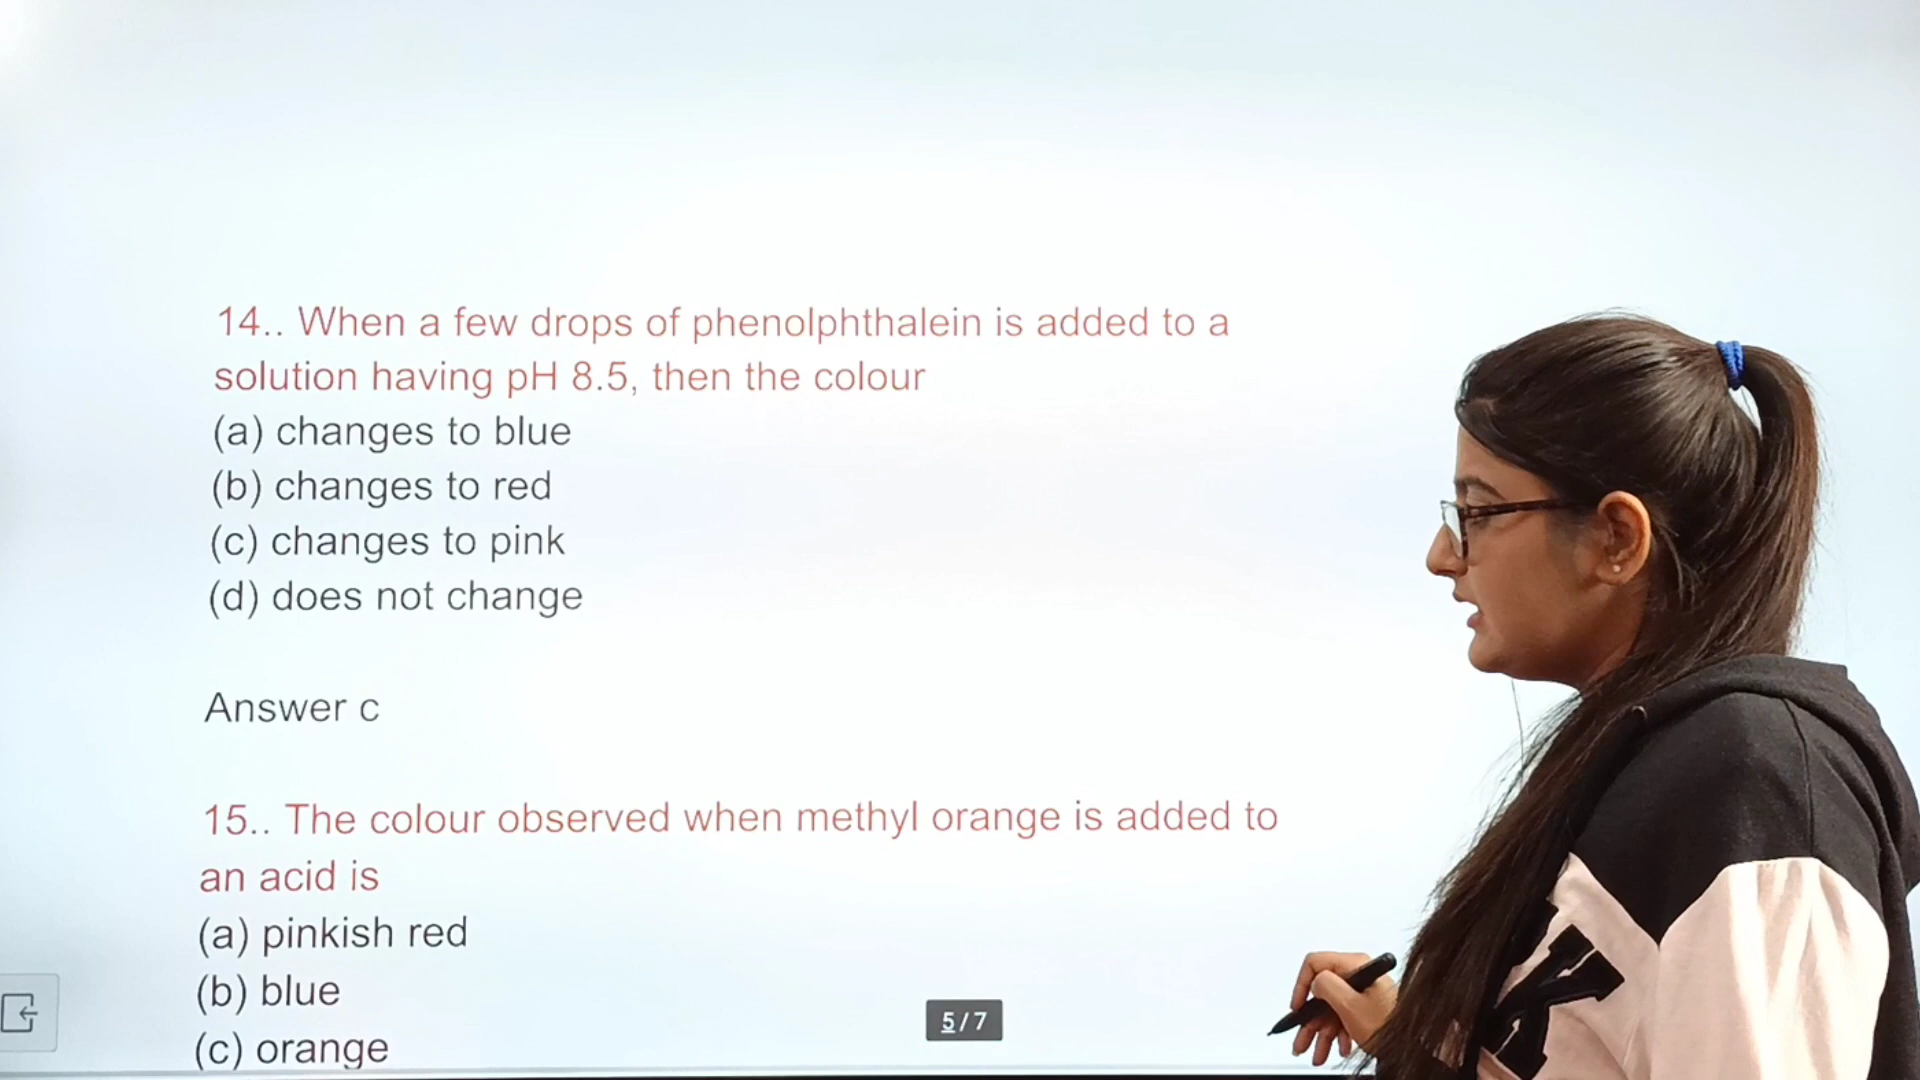 14.. When a few drops of phenolphthalein is added to a
solution having pH 8.5, then the colour
(a) changes to blue
(b) changes to red
(c) changes to pink
(d) does not change
Answer c
15.. The colour observed when methyl orange is added to
an acid is
(a) pinkish red
(b) blue
(c) orange
5/7
K